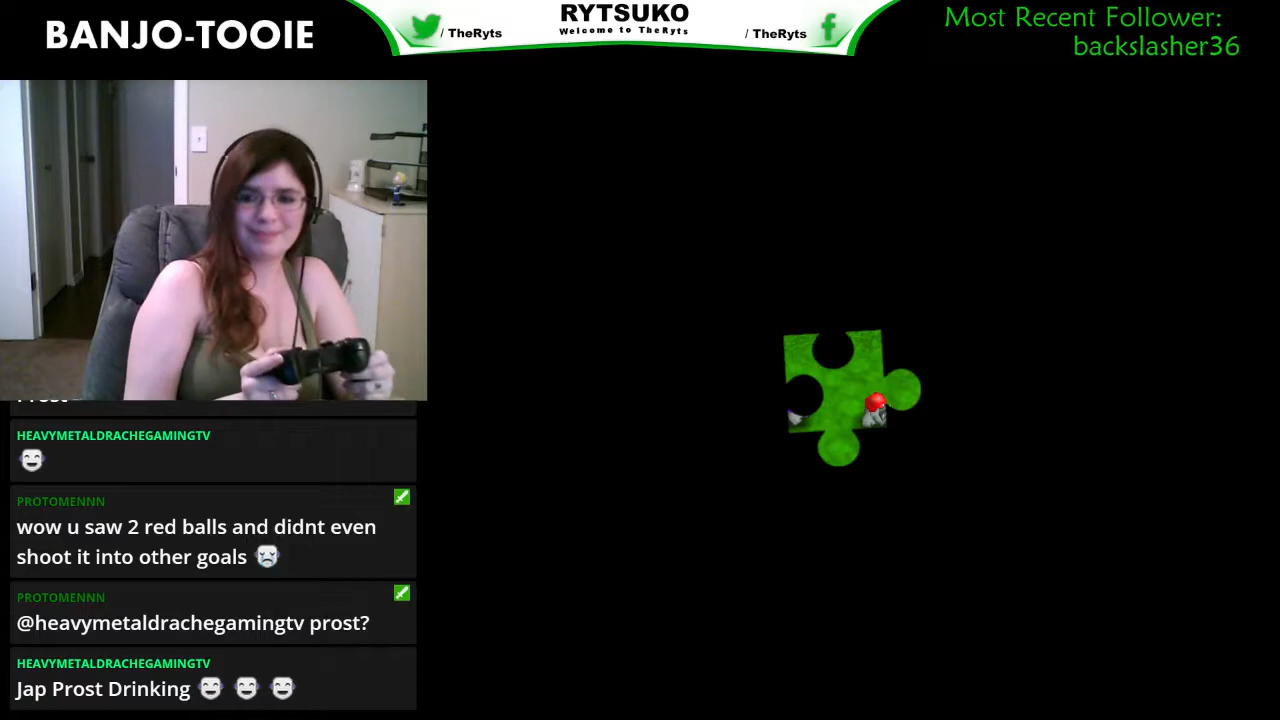 BANJO-TOOIE
/ TheRyts
RYTSUKO
Welcome to TheRyts
/ TheRyts
Most Recent Follower:
backslasher36
HEAVYMETALDRACHEGAMINGTV
PROTOMENNN
wow u saw 2 red balls and didnt even
shoot it into other goals
PROTOMENNN
@heavymetaldrachegamingtv prost?
HEAVYMETALDRACHEGAMINGTV
Jap Prost Drinking